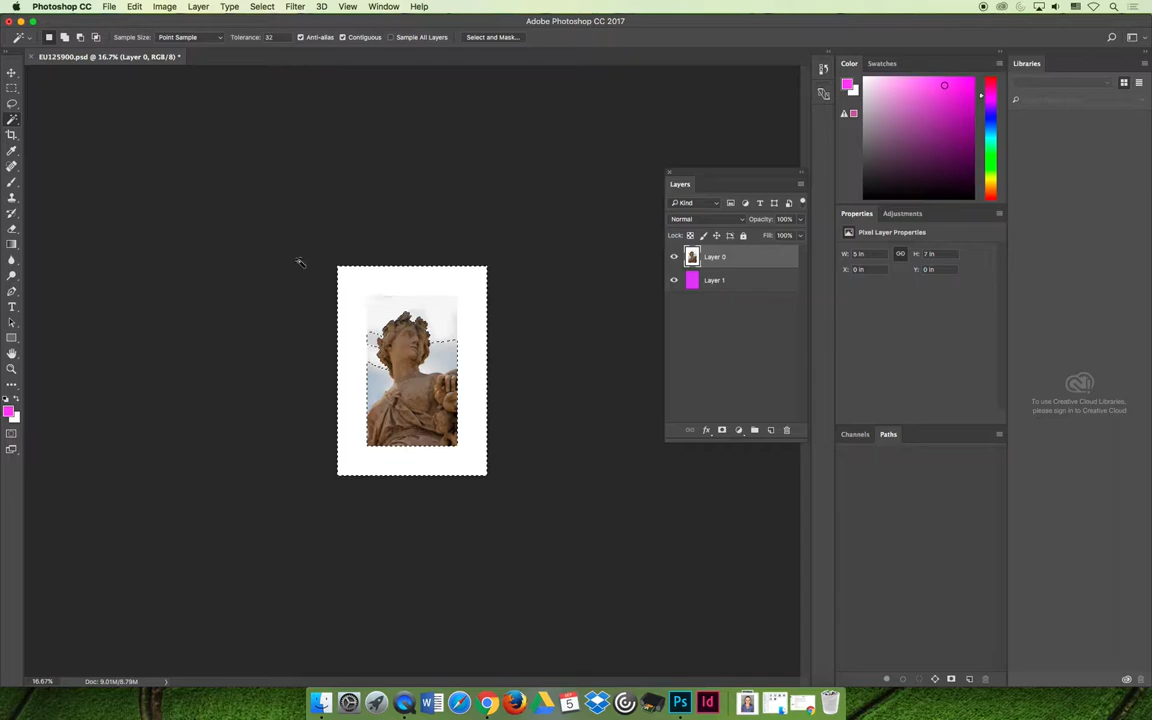 Photoshop CC File Edit Image Layer Type Select Filter 3D View Window Help
Adobe Photoshop CC 2017
Sample Size: Point Sample Tolerance: 32 Anti-alias Contiguous Sample All Layers Select and Mask...
EU125900.psd @ 16.7% (Layer 0, RGB/8) *
Color Swatches
Libraries
Layers
Kind
Normal Opacity: 100%
Lock: Fill: 100%
Layer 0
Layer 1
Properties Adjustments
Pixel Layer Properties
W: 5 in H: 7 in
X: 0 in Y: 0 in
To use Creative Cloud Libraries,
please sign in to Creative Cloud
Channels Paths
16.67% Doc: 9.01M/8.79M
5
Ps
Id